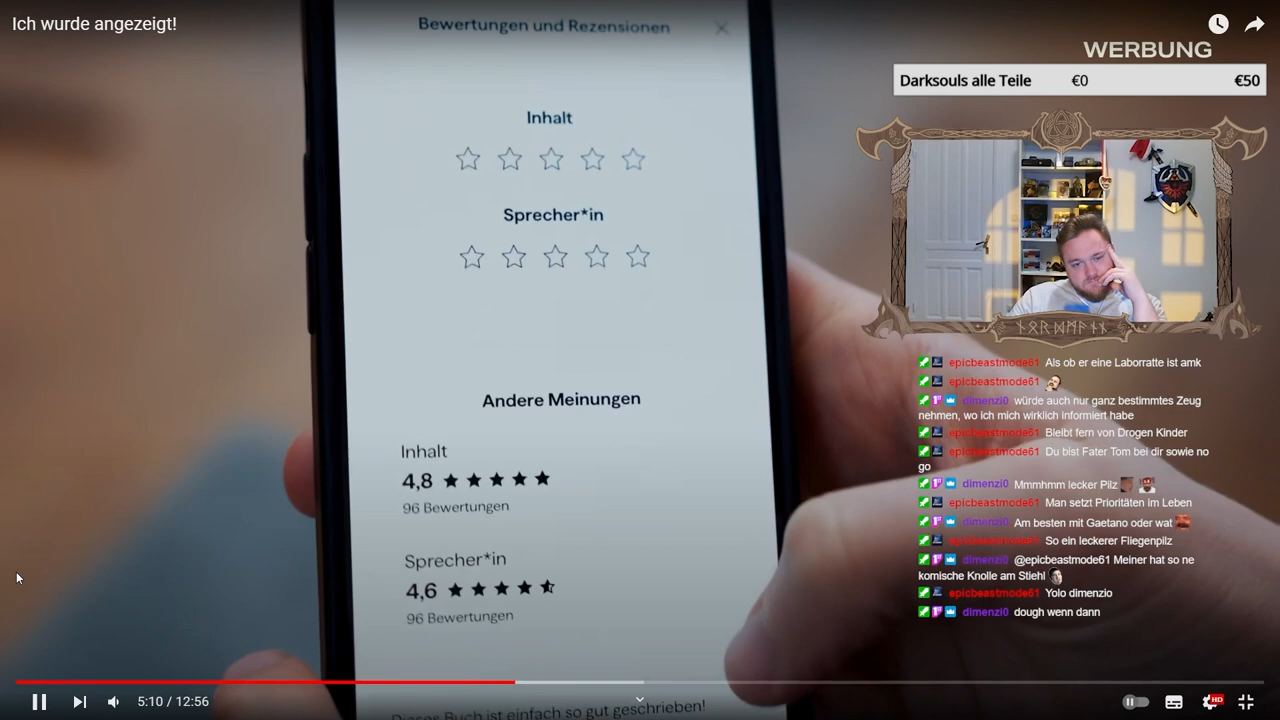 Ich wurde angezeigt!
Bewertungen und Rezensionen
WERBUNG
Darksouls alle Teile €0 €50
Inhalt
Sprecher*in
Andere Meinungen
Inhalt
4,8
96 Bewertungen
Sprecher*in
4,6
96 Bewertungen
Dieses Buch ist einfach so gut geschrieben!
epicbeastmode61 Als ob er eine Laborratte ist amk
epicbeastmode61
dimenzi0 würde auch nur ganz bestimmtes Zeug
nehmen, wo ich mich wirklich informiert habe
epicbeastmode61 Bleibt fern von Drogen Kinder
epicbeastmode61 Du bist Fater Tom bei dir sowie no
go
dimenzi0 Mmmhmm lecker Pilz
epicbeastmode61 Man setzt Prioritäten im Leben
dimenzi0 Am besten mit Gaetano oder wat
epicbeastmode61 So ein leckerer Fliegenpilz
dimenzi0 @epicbeastmode61 Meiner hat so ne
komische Knolle am Stiehl
epicbeastmode61 Yolo dimenzio
dimenzi0 dough wenn dann
5:10 / 12:56
HD